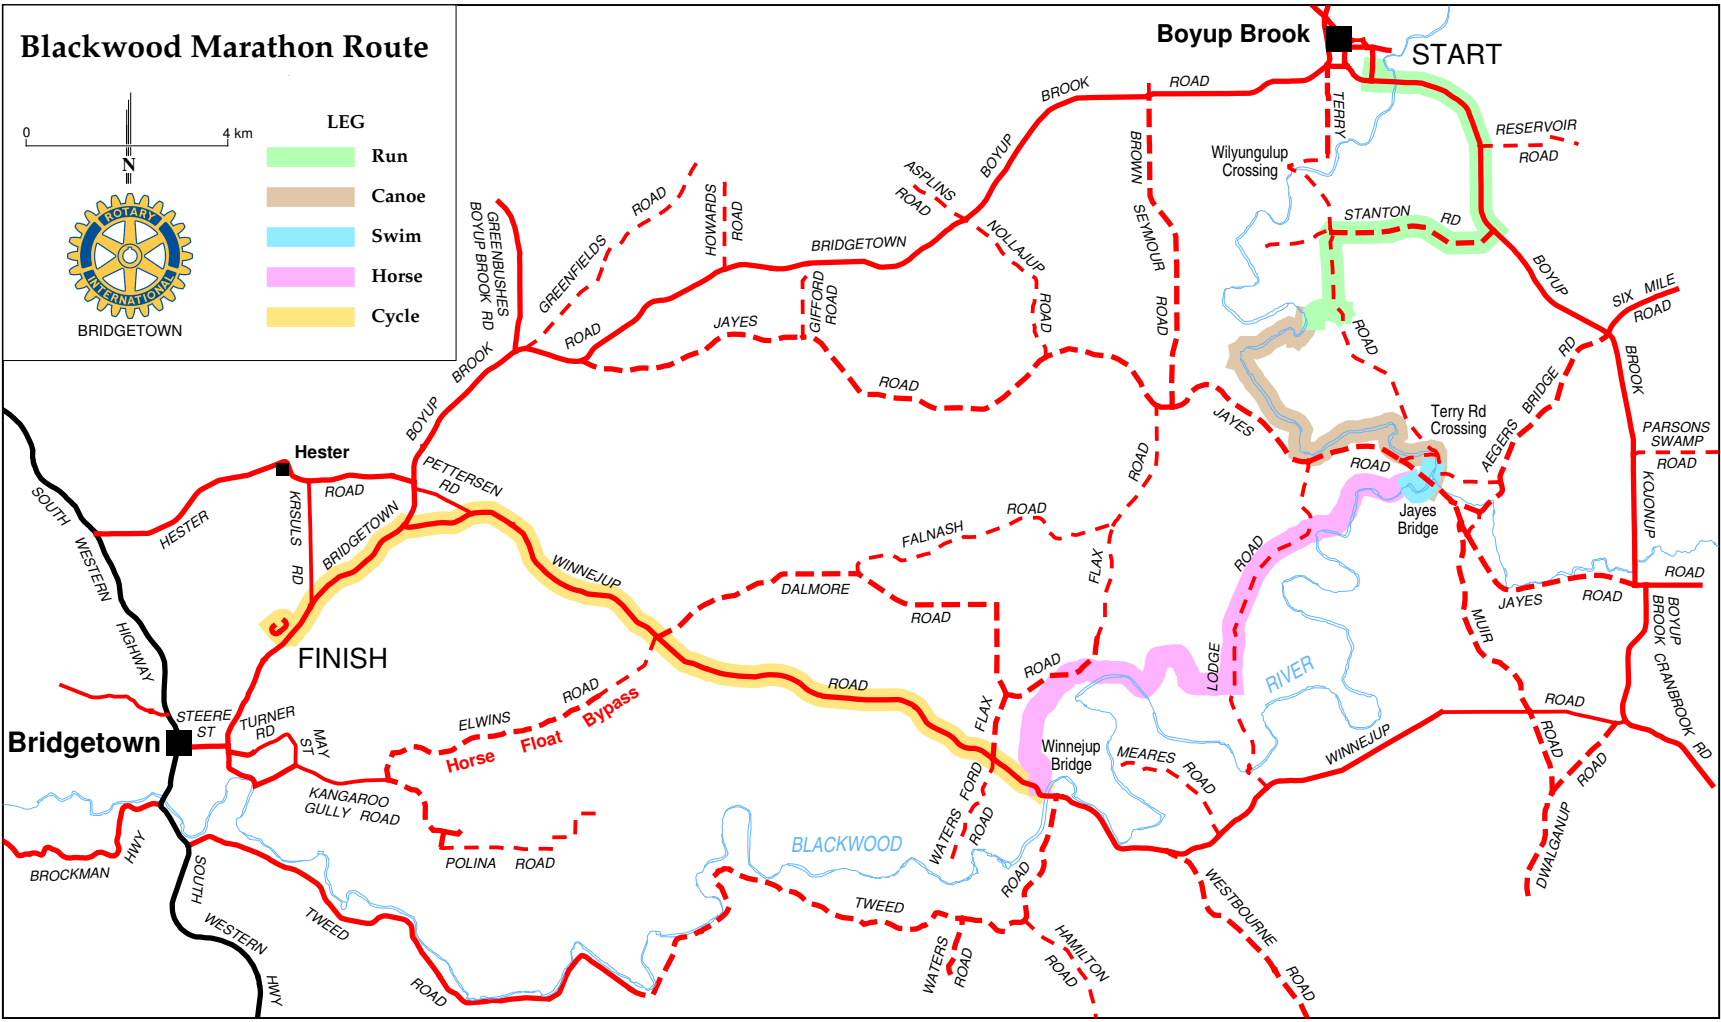 Blackwood Marathon Route
0
4 km
N
LEG
Run
Canoe
Swim
Horse
Cycle
ROTARY
INTERNATIONAL
BRIDGETOWN
Boyup Brook
START
BROOK
ROAD
BOYUP
TERRY
RESERVOIR
ROAD
Wilyungulup
Crossing
BROWN
SEYMOUR
ROAD
STANTON
RD
ASPLINS
ROAD
NOLLAJUP
ROAD
BRIDGETOWN
HOWARDS
ROAD
GREENFIELDS
ROAD
GREENBUSHES
BOYUP BROOK RD
GIFFORD
ROAD
JAYES
ROAD
ROAD
BROOK
BOYUP
BOYUP
SIX MILE
ROAD
ROAD
BROOK
AEGERS BRIDGE RD
PARSONS
SWAMP
ROAD
KOJONUP
Terry Rd
Crossing
JAYES
ROAD
Jayes
Bridge
ROAD
Hester
HESTER
ROAD
KRSULS
RD
PETTERSEN
RD
BRIDGETOWN
SOUTH
WESTERN
HIGHWAY
FINISH
WINNEJUP
ROAD
FALNASH
ROAD
FLAX
ROAD
DALMORE
ROAD
ROAD
FLAX
LODGE
ROAD
RIVER
JAYES
ROAD
ROAD
BOYUP
BROOK
CRANBROOK
RD
MUIR
ROAD
ROAD
WINNEJUP
DWALGANUP
ROAD
Winnejup
Bridge
MEARES
ROAD
ELWINS
ROAD
Horse Float Bypass
Bridgetown
STEERE
ST
TURNER
RD
MAY
ST
KANGAROO
GULLY ROAD
POLINA ROAD
BROCKMAN
HWY
SOUTH
WESTERN
HWY
TWEED
ROAD
BLACKWOOD
WATERS FORD
ROAD
TWEED
ROAD
WATERS
ROAD
HAMILTON
ROAD
WESTBOURNE
ROAD